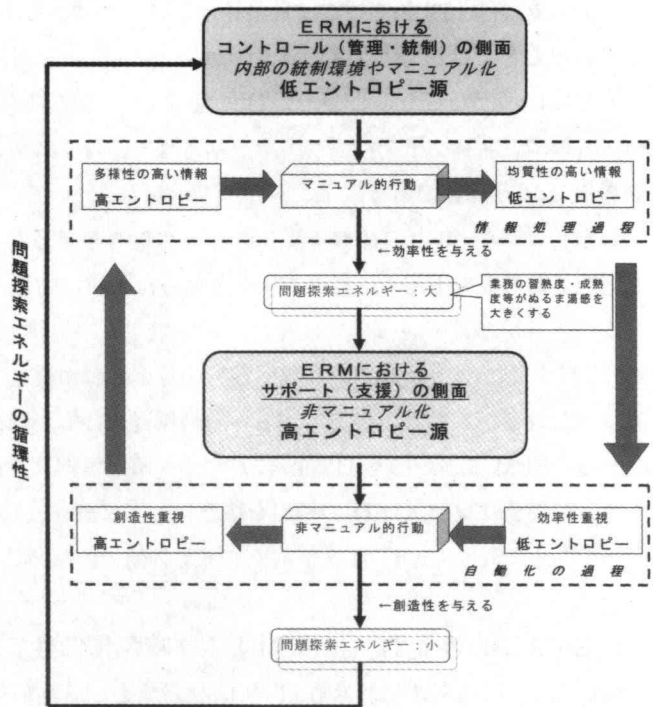 ERMにおける
コントロール（管理・統制）の側面
内部の統制環境やマニュアル化
低エントロピー源
多様性の高い情報
高エントロピー
マニュアル的行動
均質性の高い情報
低エントロピー
情報処理過程
←効率性を与える
問題探索エネルギー：大
業務の習熟度・成熟
度等がぬるま湯感を
大きくする
問題探索エネルギーの循環性
ERMにおける
サポート（支援）の側面
非マニュアル化
高エントロピー源
創造性重視
高エントロピー
非マニュアル的行動
効率性重視
低エントロピー
自働化の過程
←創造性を与える
問題探索エネルギー：小